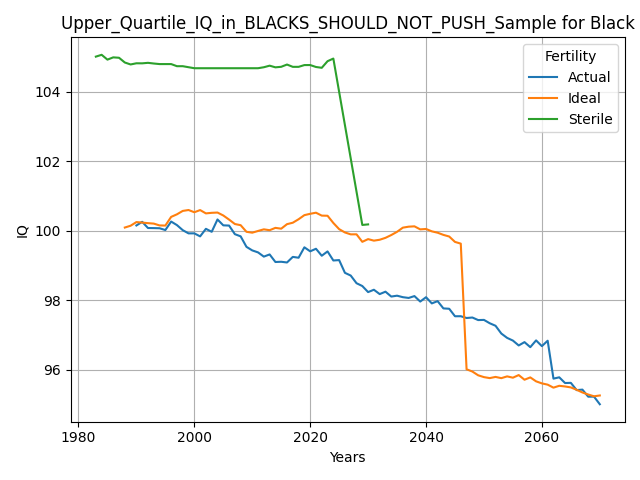 Upper_Quartile_IQ_in_BLACKS_SHOULD_NOT_PUSH_Sample for Black
Fertility
Actual
Ideal
Sterile
104
102
100
98
96
IQ
1980
2000
2020
2040
2060
Years